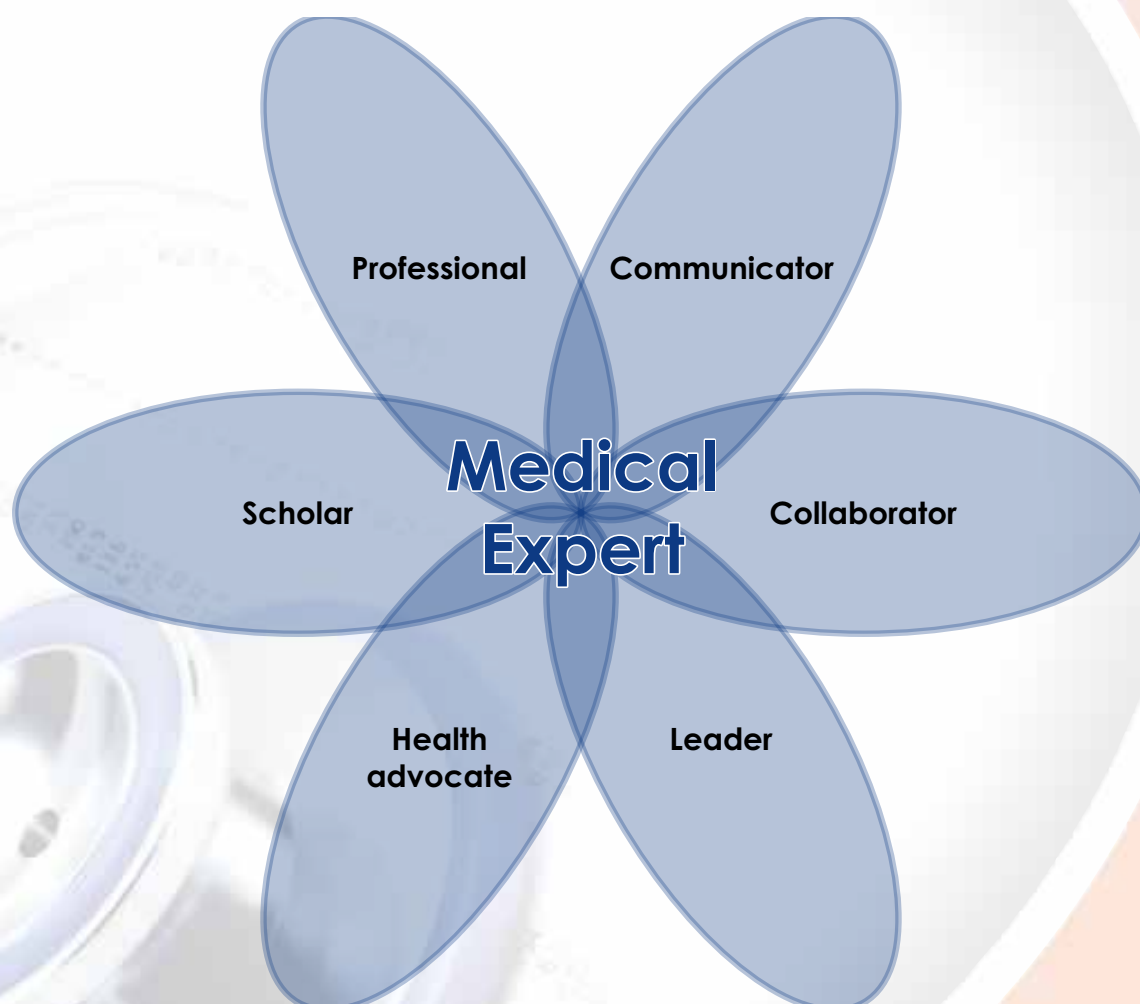 Professional
Communicator
Medical
Expert
Scholar
Collaborator
Health
advocate
Leader